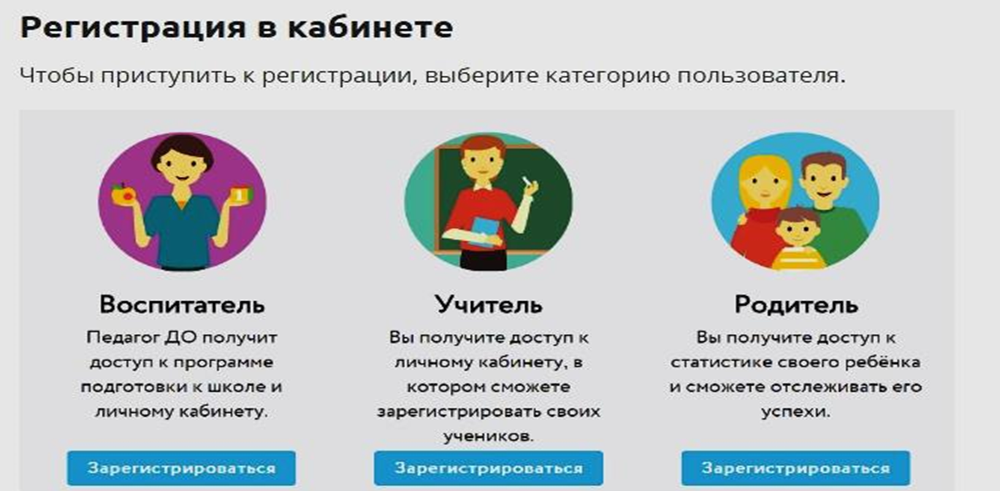 Регистрация в кабинете
Чтобы приступить к регистрации, выберите категорию пользователя.
1
Воспитатель
Педагог ДО получит
доступ к программе
подготовки к школе и
личному кабинету.
Зарегистрироваться
Учитель
Вы получите доступ к
личному кабинету, в
котором сможете
зарегистрировать своих
учеников.
Зарегистрироваться
Родитель
Вы получите доступ к
статистике своего ребёнка
и сможете отслеживать его
успехи.
Зарегистрироваться